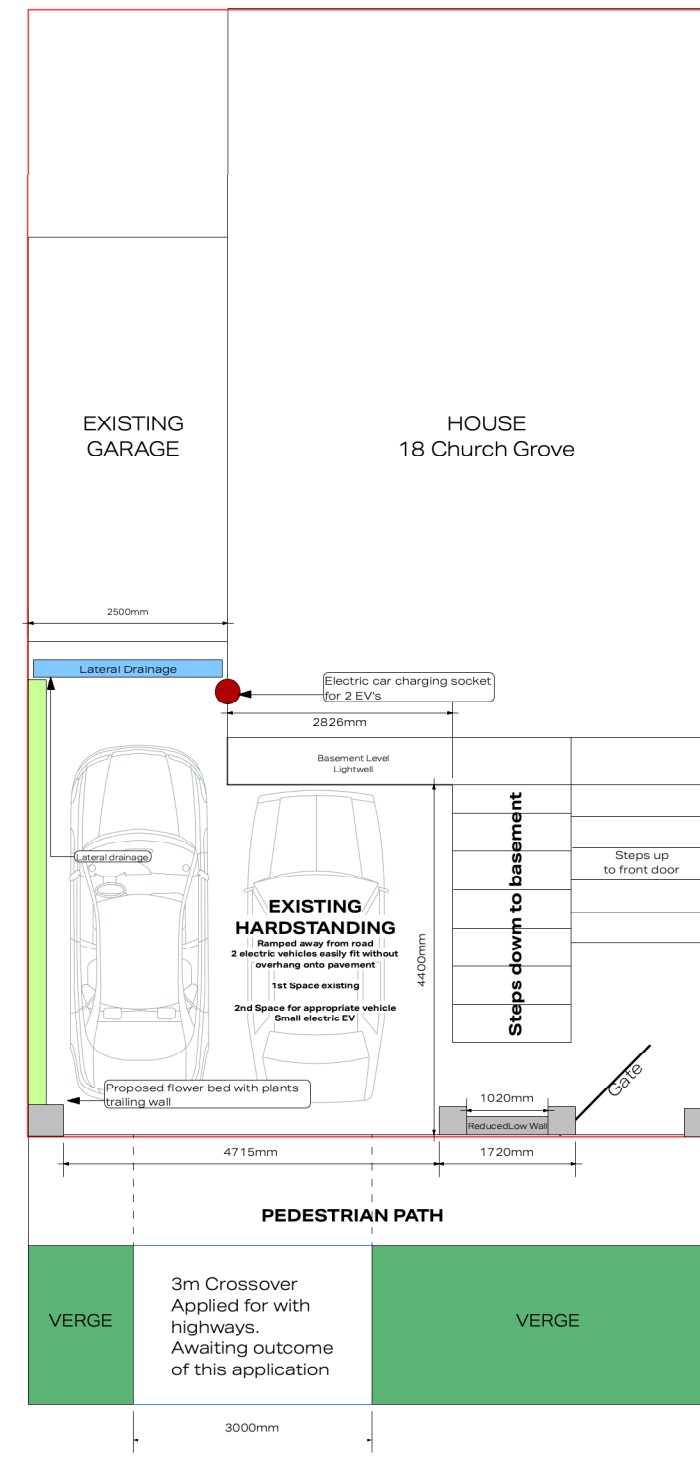 EXISTING
GARAGE
HOUSE
18 Church Grove
2500mm
Lateral Drainage
Electric car charging socket
for 2 EV's
2826mm
Basement Level
Lightwell
Steps dowm to basement
Steps up
to front door
Lateral drainage
EXISTING
HARDSTANDING
Ramped away from road
2 electric vehicles easily fit without
overhang onto pavement
1st Space existing
2nd Space for appropriate vehicle
Small electric EV
4400mm
Gate
Proposed flower bed with plants
trailing wall
1020mm
ReducedLow Wall
4715mm
1720mm
PEDESTRIAN PATH
VERGE
3m Crossover
Applied for with
highways.
Awaiting outcome
of this application
VERGE
3000mm